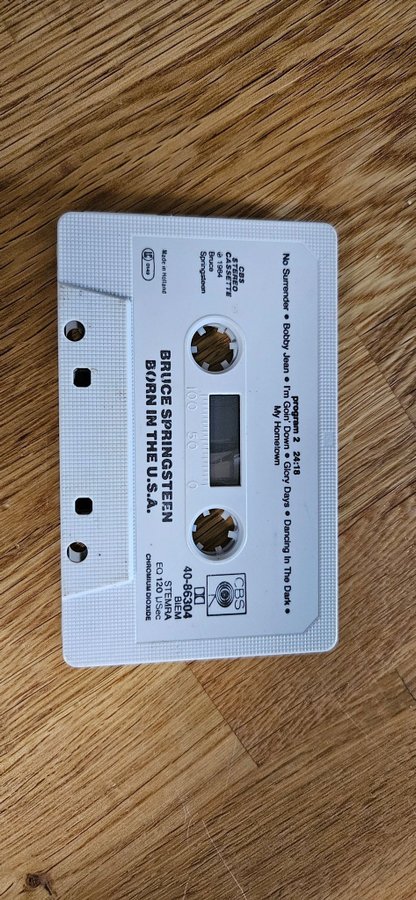 program 2 24:18
No Surrender • Bobby Jean • I'm Goin' Down • Glory Days • Dancing In The Dark •
My Hometown
CBS
STEREO
CASSETTE
℗ 1984
Bruce
Springsteen
Made in Holland
100 50 0
CBS
40-86304
BIEM
STEMRA
EQ 120 μ/Sec
CHROMIUM DIOXIDE
BRUCE SPRINGSTEEN
BORN IN THE U.S.A.